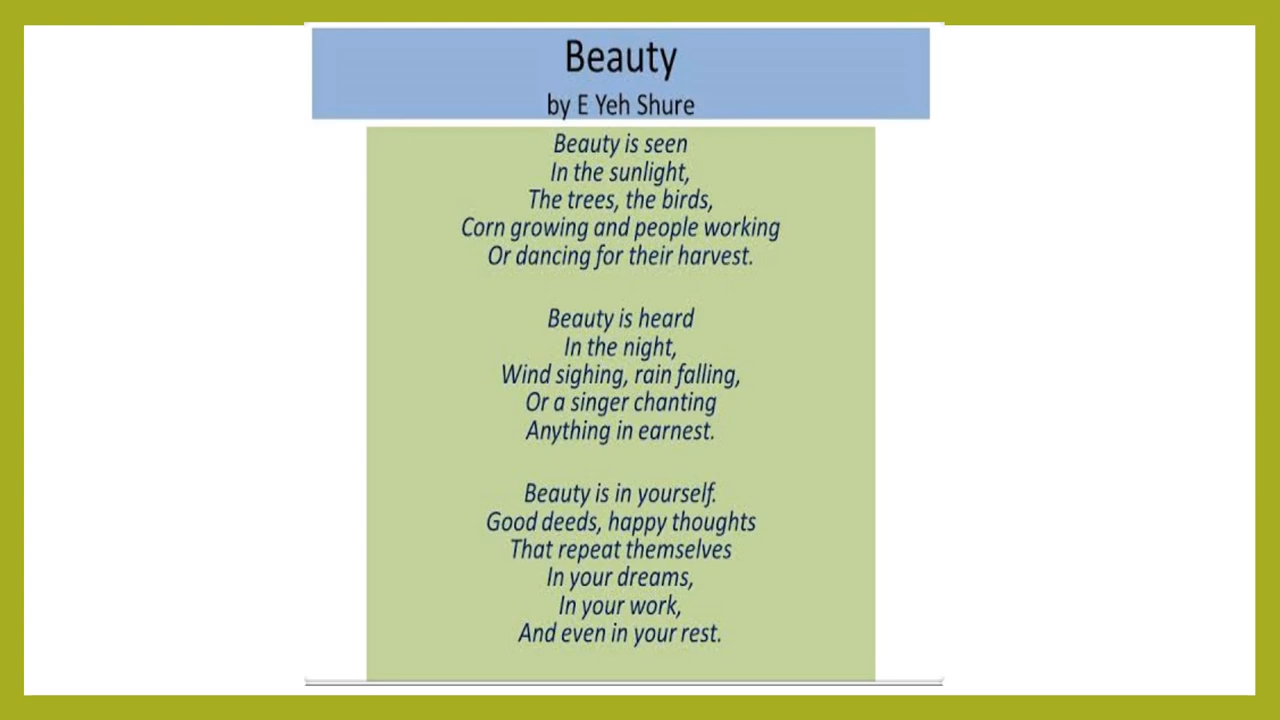 Beauty
by E Yeh Shure
Beauty is seen
In the sunlight,
The trees, the birds,
Corn growing and people working
Or dancing for their harvest.
Beauty is heard
In the night,
Wind sighing, rain falling,
Or a singer chanting
Anything in earnest.
Beauty is in yourself.
Good deeds, happy thoughts
That repeat themselves
In your dreams,
In your work,
And even in your rest.